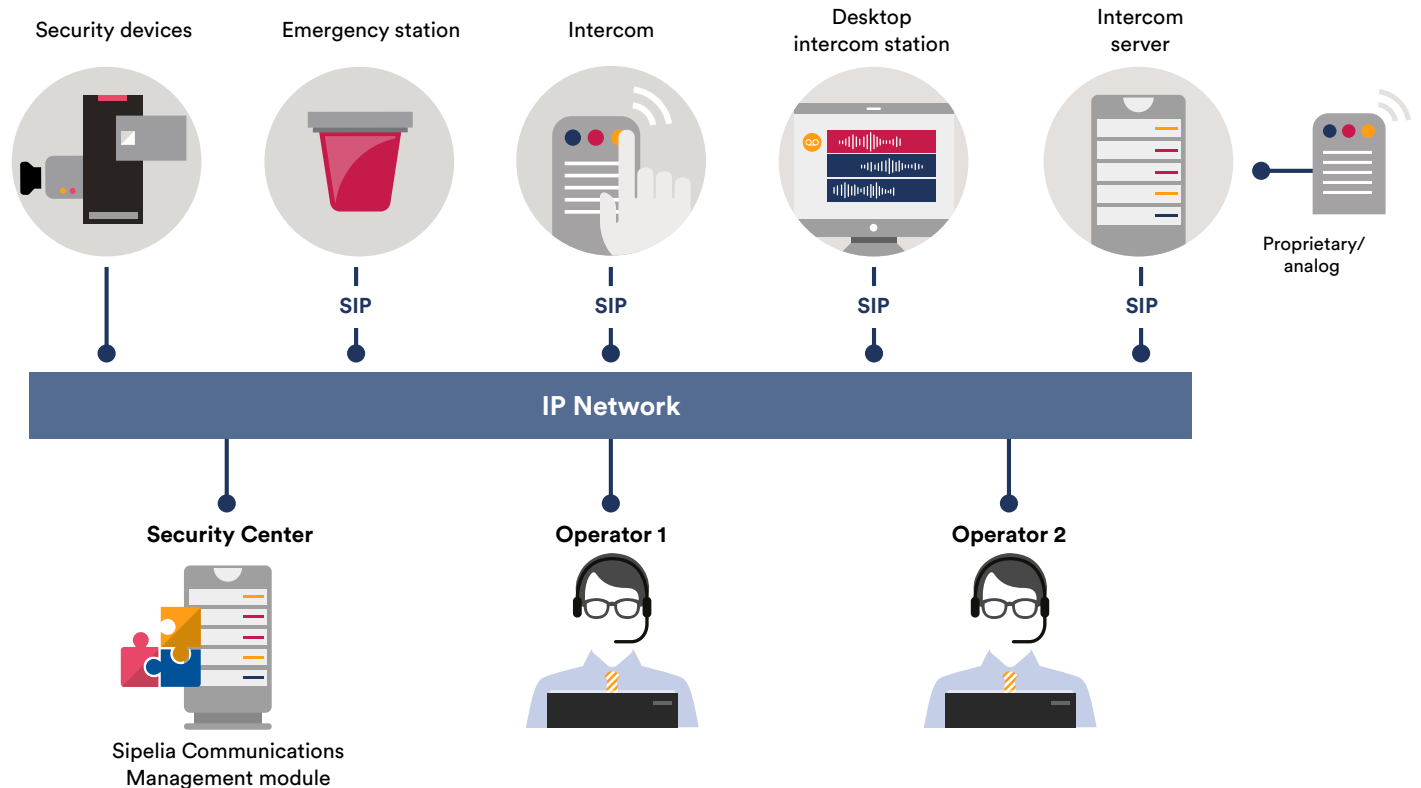 Security devices
Emergency station
Intercom
Desktop
intercom station
Intercom
server
Proprietary/
analog
SIP
SIP
SIP
SIP
IP Network
Security Center
Operator 1
Operator 2
Sipelia Communications
Management module